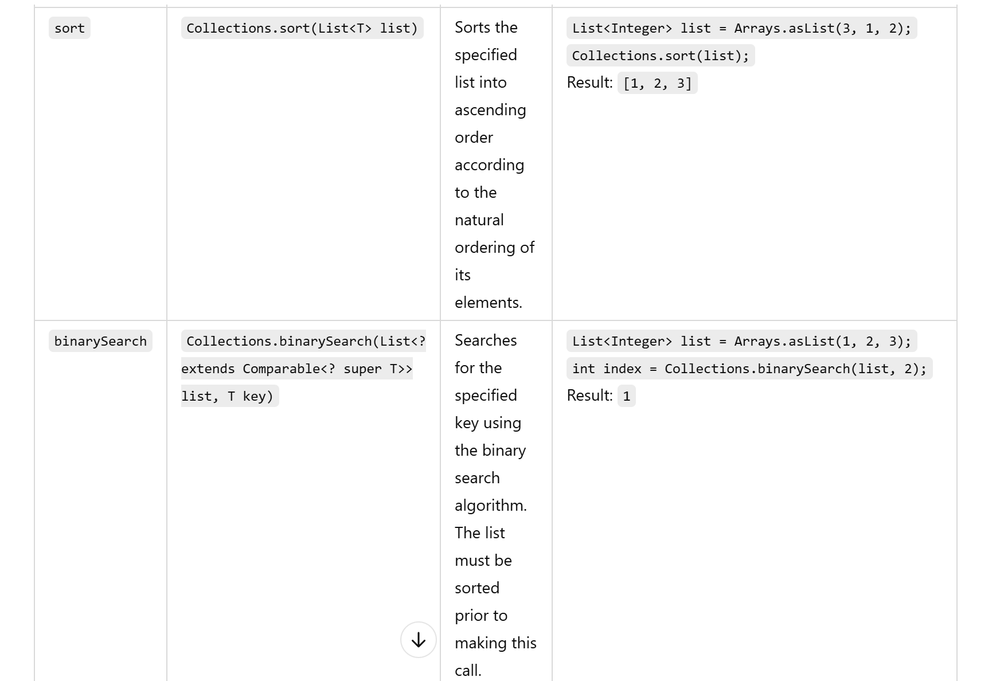 sort
Collections.sort(List<T> list)
Sorts the
specified
list into
ascending
order
according
to the
natural
ordering of
its
elements.
List<Integer> list = Arrays.asList(3, 1, 2);
Collections.sort(list);
Result: [1, 2, 3]
binarySearch
Collections.binarySearch(List<?
extends Comparable<? super T>>
list, T key)
Searches
for the
specified
key using
the binary
search
algorithm.
The list
must be
sorted
prior to
making this
call.
List<Integer> list = Arrays.asList(1, 2, 3);
int index = Collections.binarySearch(list, 2);
Result: 1